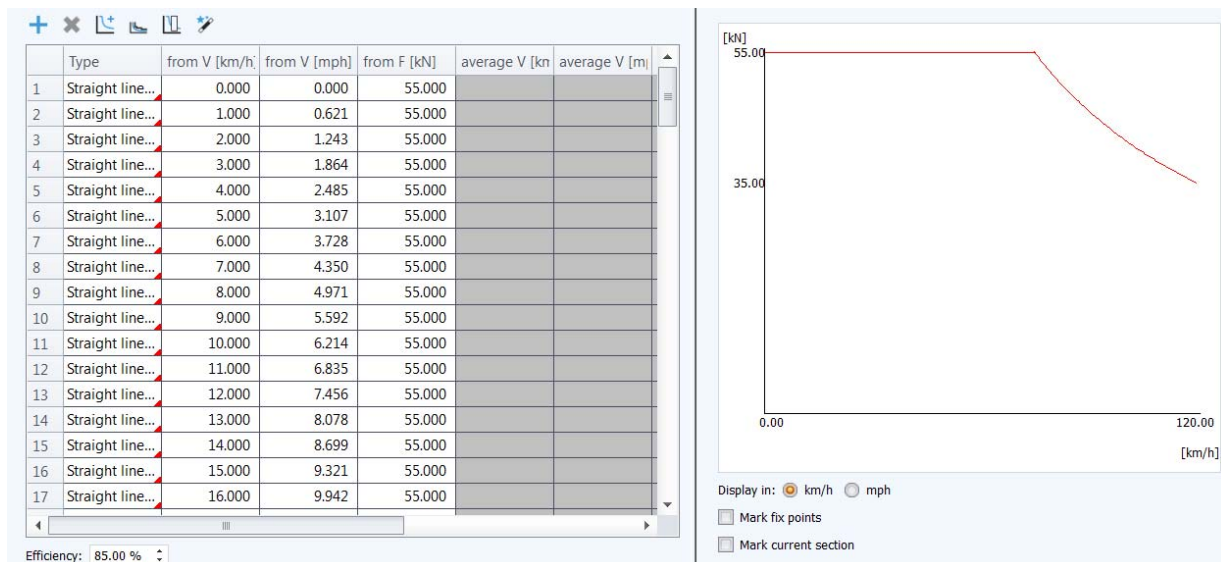 Type from V [km/h] from V [mph] from F [kN] average V [kn average V [m
1 Straight line... 0.000 0.000 55.000
2 Straight line... 1.000 0.621 55.000
3 Straight line... 2.000 1.243 55.000
4 Straight line... 3.000 1.864 55.000
5 Straight line... 4.000 2.485 55.000
6 Straight line... 5.000 3.107 55.000
7 Straight line... 6.000 3.728 55.000
8 Straight line... 7.000 4.350 55.000
9 Straight line... 8.000 4.971 55.000
10 Straight line... 9.000 5.592 55.000
11 Straight line... 10.000 6.214 55.000
12 Straight line... 11.000 6.835 55.000
13 Straight line... 12.000 7.456 55.000
14 Straight line... 13.000 8.078 55.000
15 Straight line... 14.000 8.699 55.000
16 Straight line... 15.000 9.321 55.000
17 Straight line... 16.000 9.942 55.000
Efficiency: 85.00 %
[kN]
55.00
35.00
0.00 120.00
[km/h]
Display in: km/h mph
Mark fix points
Mark current section